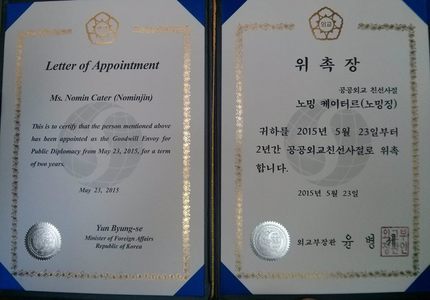 Letter of Appointment
Ms. Nomin Cater (Nominjin)
This is to certify that the person mentioned above
has been appointed as the Goodwill Envoy for
Public Diplomacy from May 23, 2015, for a term
of two years.
May 23, 2015
Yun Byung-se
Minister of Foreign Affairs
Republic of Korea
위 촉 장
공공외교 친선사절
노밍 케이터르(노밍징)
귀하를 2015년 5월 23일부터
2년간 공공외교친선사절로 위촉
합니다.
2015년 5월 23일
외교부장관 윤 병